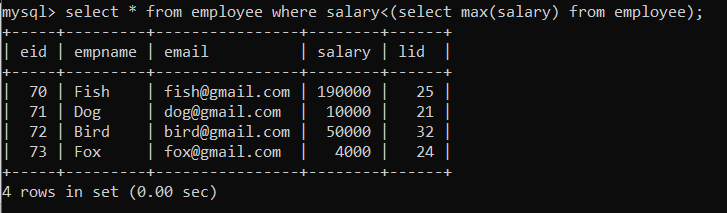 mysql> select * from employee where salary<(select max(salary) from employee);
+-----+---------+----------------+--------+------+
| eid | empname | email          | salary | lid  |
+-----+---------+----------------+--------+------+
|  70 | Fish    | fish@gmail.com | 190000 |   25 |
|  71 | Dog     | dog@gmail.com  |  10000 |   21 |
|  72 | Bird    | bird@gmail.com |  50000 |   32 |
|  73 | Fox     | fox@gmail.com  |   4000 |   24 |
+-----+---------+----------------+--------+------+
4 rows in set (0.00 sec)